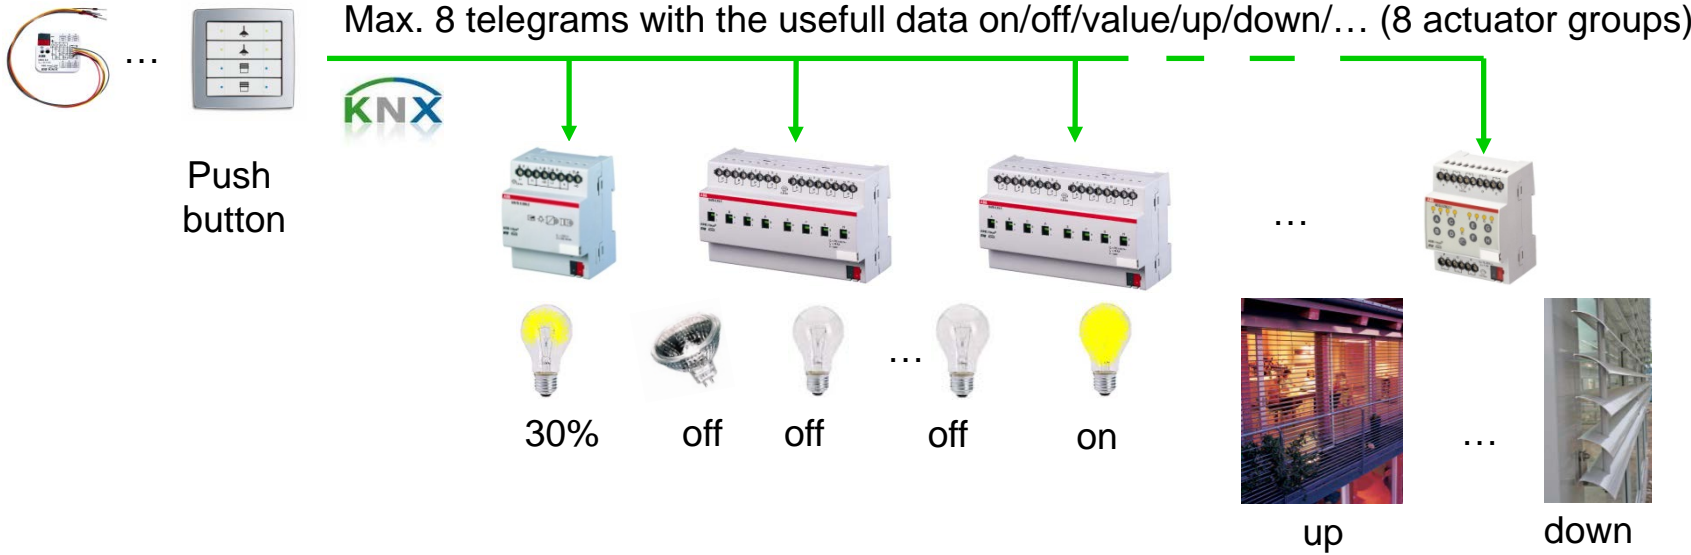 Max. 8 telegrams with the usefull data on/off/value/up/down/… (8 actuator groups)
…
KNX
Push
button
…
…
30%
off
off
off
on
…
up
down